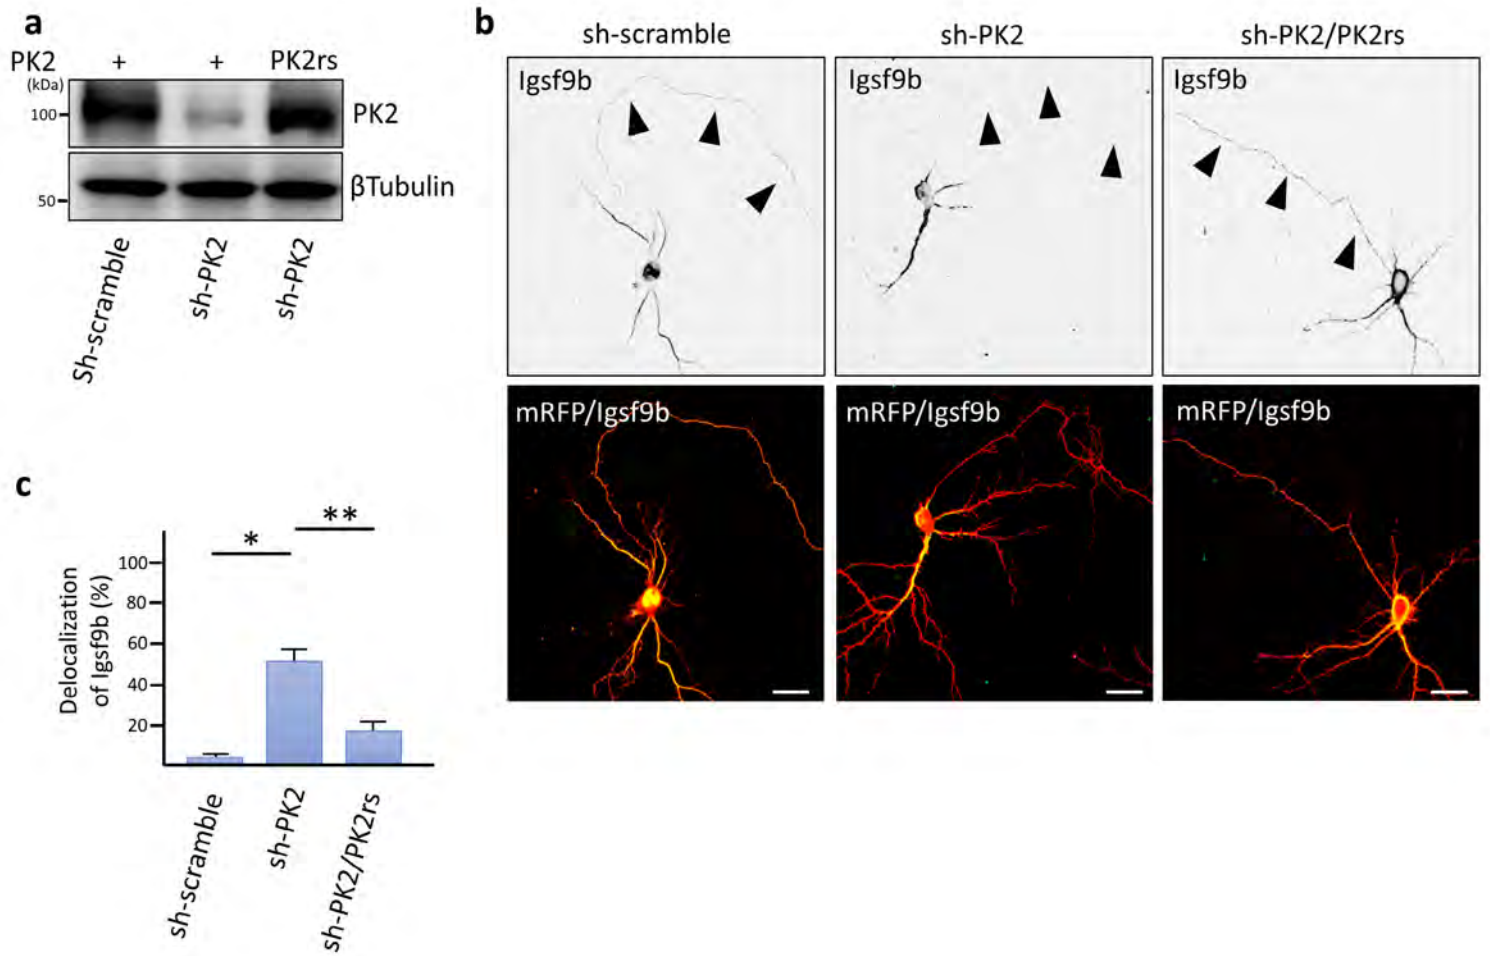 a
PK2 + + PK2rs
(kDa)
100 PK2
50 βTubulin
Sh-scramble
sh-PK2
sh-PK2
b
sh-scramble sh-PK2 sh-PK2/PK2rs
Igsf9b Igsf9b Igsf9b
mRFP/Igsf9b mRFP/Igsf9b mRFP/Igsf9b
c
Delocalization
of Igsf9b (%)
* **
100
80
60
40
20
sh-scramble
sh-PK2
sh-PK2/PK2rs